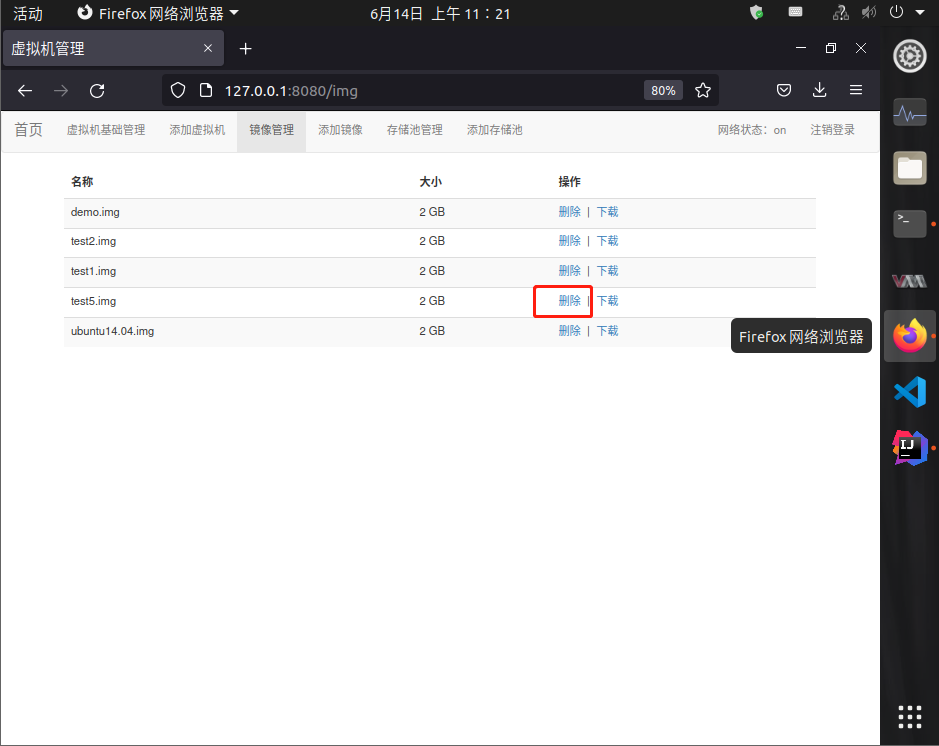 活动 Firefox 网络浏览器 6月14日 上午 11：21
虚拟机管理
127.0.0.1:8080/img 80%
首页 虚拟机基础管理 添加虚拟机 镜像管理 添加镜像 存储池管理 添加存储池 网络状态：on 注销登录
名称 大小 操作
demo.img 2 GB 删除 | 下载
test2.img 2 GB 删除 | 下载
test1.img 2 GB 删除 | 下载
test5.img 2 GB 删除 | 下载
ubuntu14.04.img 2 GB 删除 | 下载
Firefox 网络浏览器
IJ